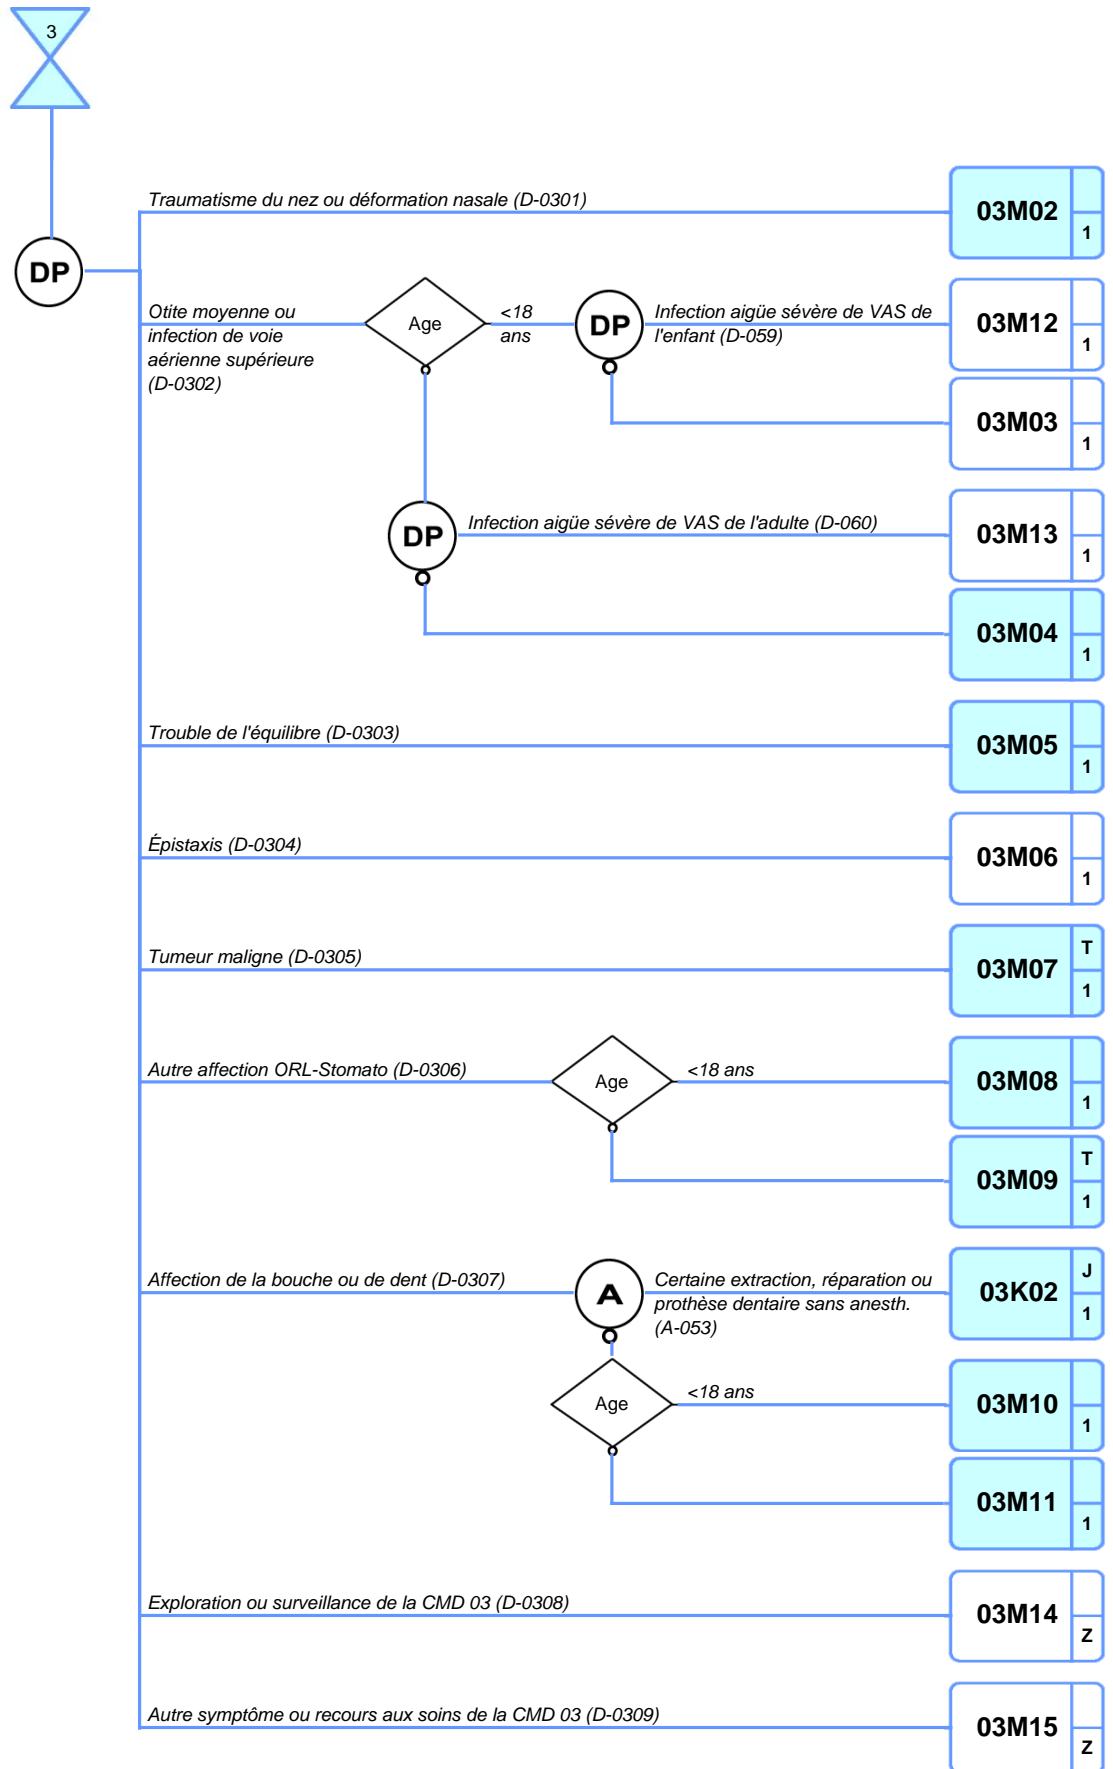 3
DP
Traumatisme du nez ou déformation nasale (D-0301)
03M02
1
Otite moyenne ou
infection de voie
aérienne supérieure
(D-0302)
Age
<18
ans
DP
Infection aigüe sévère de VAS de
l'enfant (D-059)
03M12
1
03M03
1
DP
Infection aigüe sévère de VAS de l'adulte (D-060)
03M13
1
03M04
1
Trouble de l'équilibre (D-0303)
03M05
1
Épistaxis (D-0304)
03M06
1
Tumeur maligne (D-0305)
03M07
T
1
Autre affection ORL-Stomato (D-0306)
Age
<18 ans
03M08
1
03M09
T
1
Affection de la bouche ou de dent (D-0307)
A
Certaine extraction, réparation ou
prothèse dentaire sans anesth.
(A-053)
03K02
J
1
Age
<18 ans
03M10
1
03M11
1
Exploration ou surveillance de la CMD 03 (D-0308)
03M14
Z
Autre symptôme ou recours aux soins de la CMD 03 (D-0309)
03M15
Z